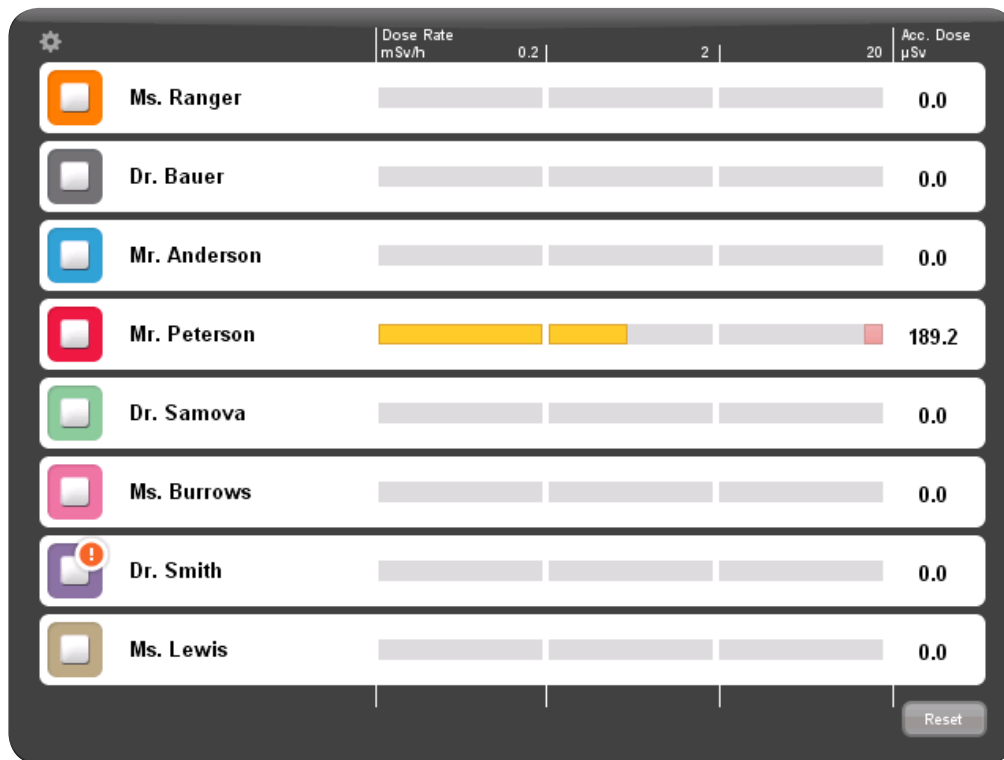 Dose Rate
mSv/h 0.2 2 20
Acc. Dose
µSv
Ms. Ranger 0.0
Dr. Bauer 0.0
Mr. Anderson 0.0
Mr. Peterson 189.2
Dr. Samova 0.0
Ms. Burrows 0.0
! Dr. Smith 0.0
Ms. Lewis 0.0
Reset